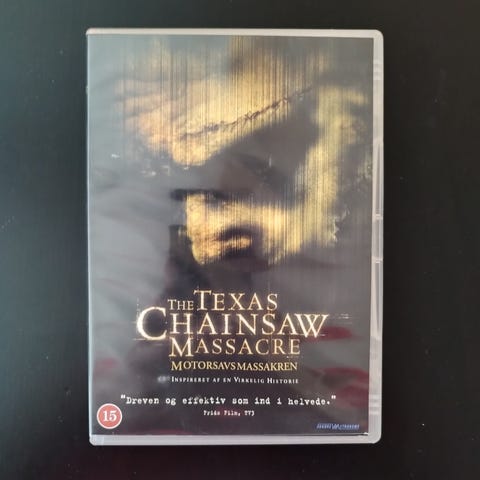 THE TEXAS
CHAINSAW
MASSACRE
MOTORSAVSMASSAKREN
INSPIRERET AF EN VIRKELIG HISTORIE
"Dreven og effektiv som ind i helvede."
Pride Film, TV3
15